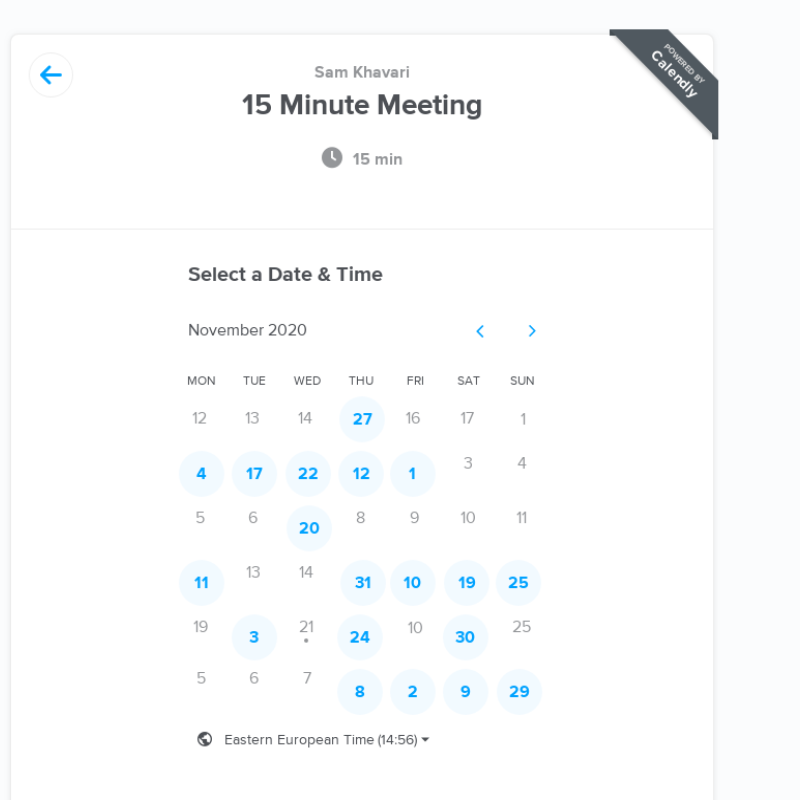 POWERED BY
Calendly
Sam Khavari
15 Minute Meeting
15 min
Select a Date & Time
November 2020
MON TUE WED THU FRI SAT SUN
12 13 14 27 16 17 1
4 17 22 12 1 3 4
5 6 20 8 9 10 11
11 13 14 31 10 19 25
19 3 21 24 10 30 25
5 6 7 8 2 9 29
Eastern European Time (14:56)